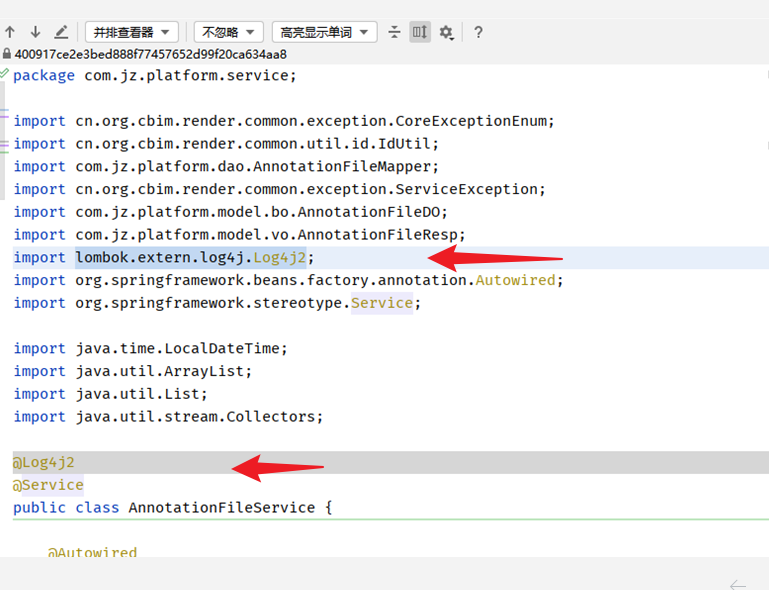 并排查看器 不忽略 高亮显示单词 ?
400917ce2e3bed888f77457652d99f20ca634aa8
package com.jz.platform.service;
import cn.org.cbim.render.common.exception.CoreExceptionEnum;
import cn.org.cbim.render.common.util.id.IdUtil;
import com.jz.platform.dao.AnnotationFileMapper;
import cn.org.cbim.render.common.exception.ServiceException;
import com.jz.platform.model.bo.AnnotationFileDO;
import com.jz.platform.model.vo.AnnotationFileResp;
import lombok.extern.log4j.Log4j2;
import org.springframework.beans.factory.annotation.Autowired;
import org.springframework.stereotype.Service;
import java.time.LocalDateTime;
import java.util.ArrayList;
import java.util.List;
import java.util.stream.Collectors;
@Log4j2
@Service
public class AnnotationFileService {
@Autowired